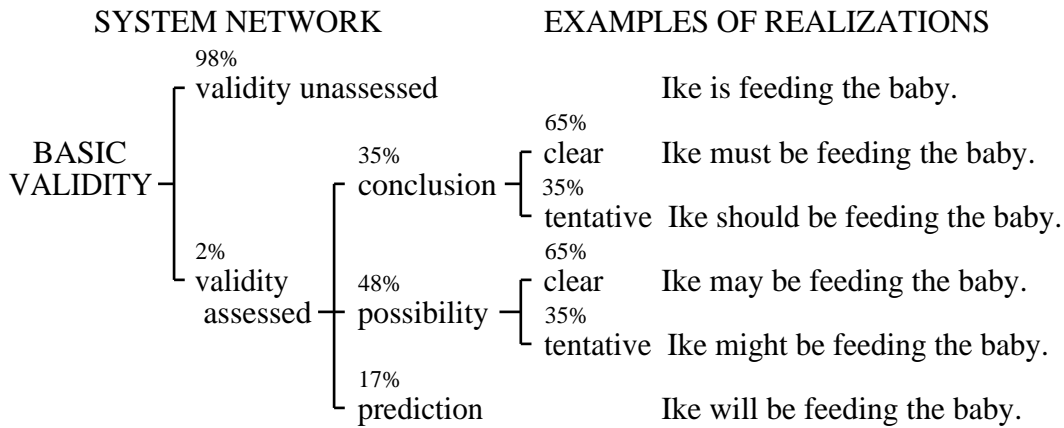 SYSTEM NETWORK EXAMPLES OF REALIZATIONS
98%
validity unassessed Ike is feeding the baby.
65%
BASIC 35% clear Ike must be feeding the baby.
VALIDITY conclusion 35%
tentative Ike should be feeding the baby.
2% 65%
validity 48% clear Ike may be feeding the baby.
assessed possibility 35%
tentative Ike might be feeding the baby.
17%
prediction Ike will be feeding the baby.